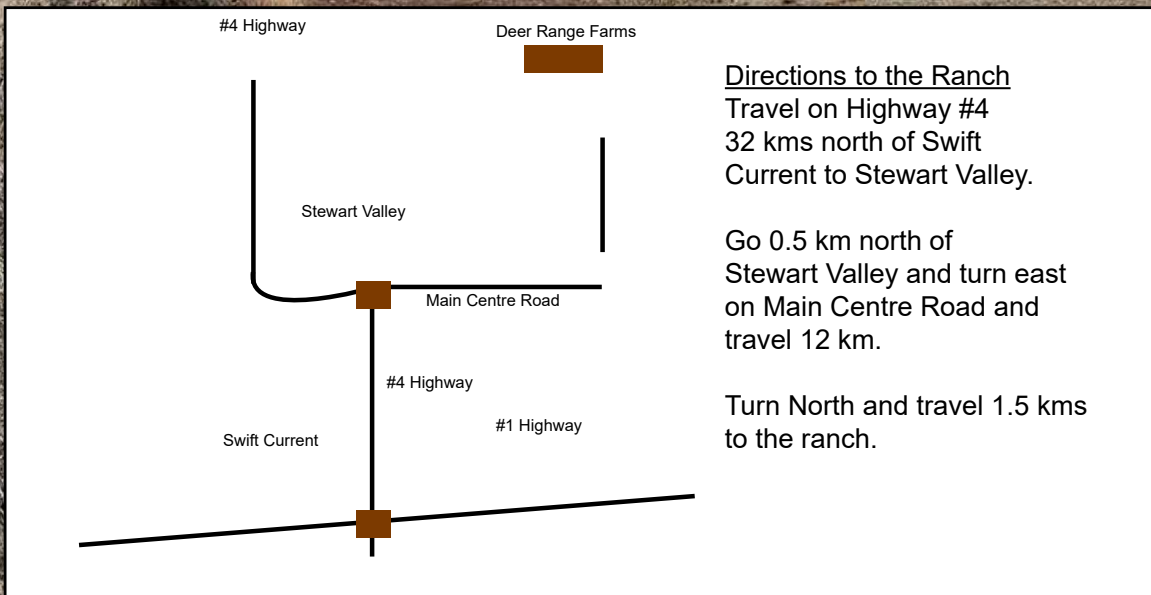 #4 Highway
Deer Range Farms
Stewart Valley
Main Centre Road
#4 Highway
#1 Highway
Swift Current
Directions to the Ranch
Travel on Highway #4
32 kms north of Swift
Current to Stewart Valley.
Go 0.5 km north of
Stewart Valley and turn east
on Main Centre Road and
travel 12 km.
Turn North and travel 1.5 kms
to the ranch.